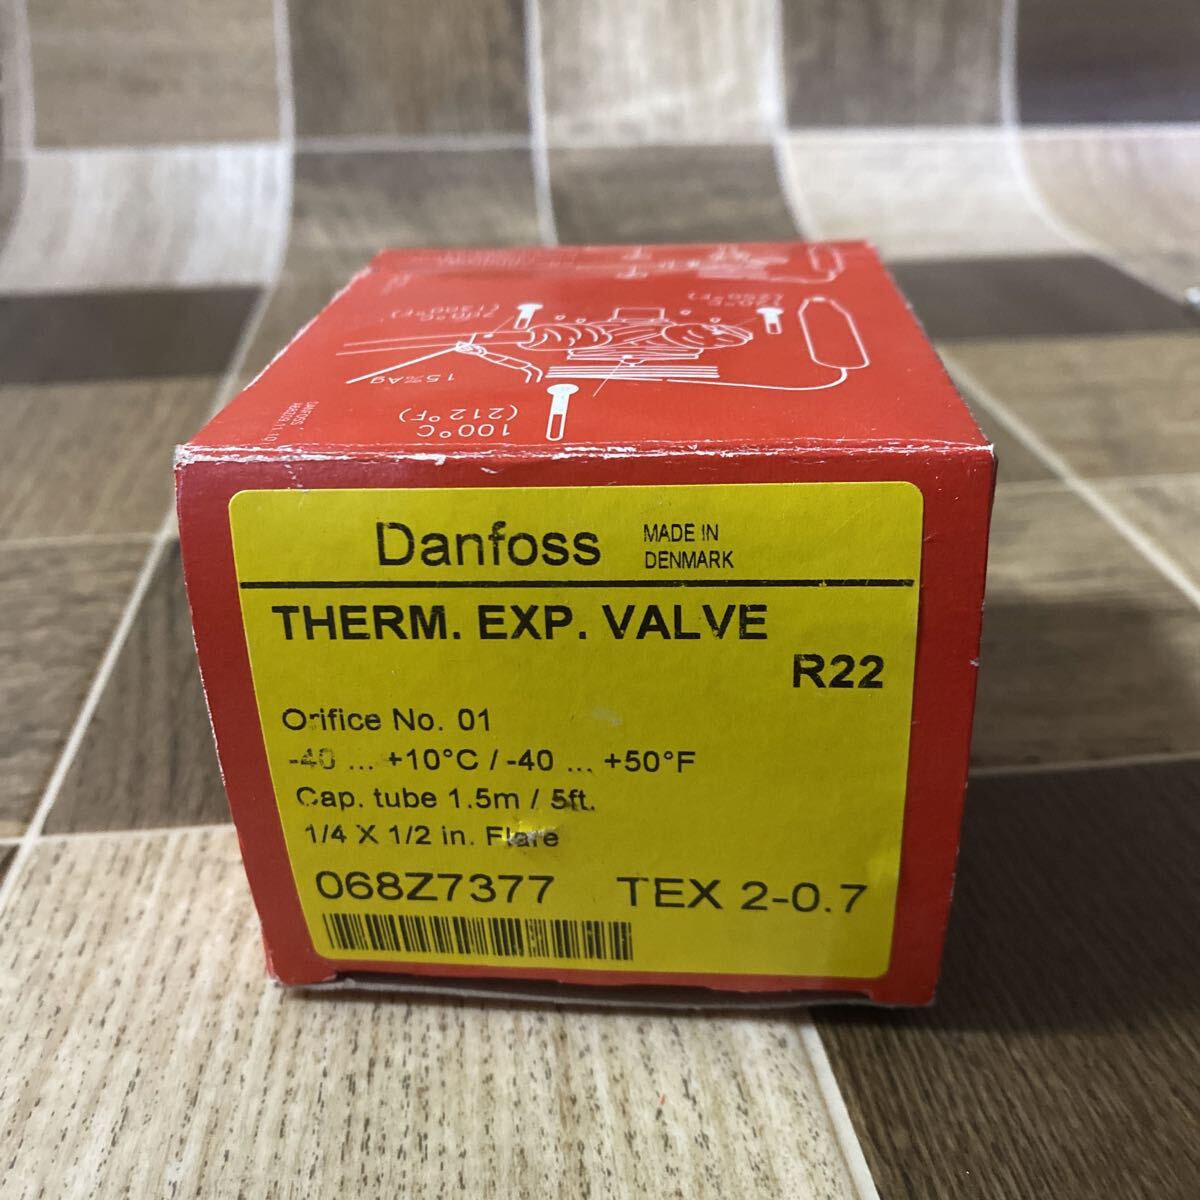 100°C
(212°F)
15%Ag
DANFOSS
Danfoss
MADE IN
DENMARK
THERM. EXP. VALVE
R22
Orifice No. 01
-40 ... +10°C / -40 ... +50°F
Cap. tube 1.5m / 5ft.
1/4 X 1/2 in. Flare
068Z7377 TEX 2-0.7